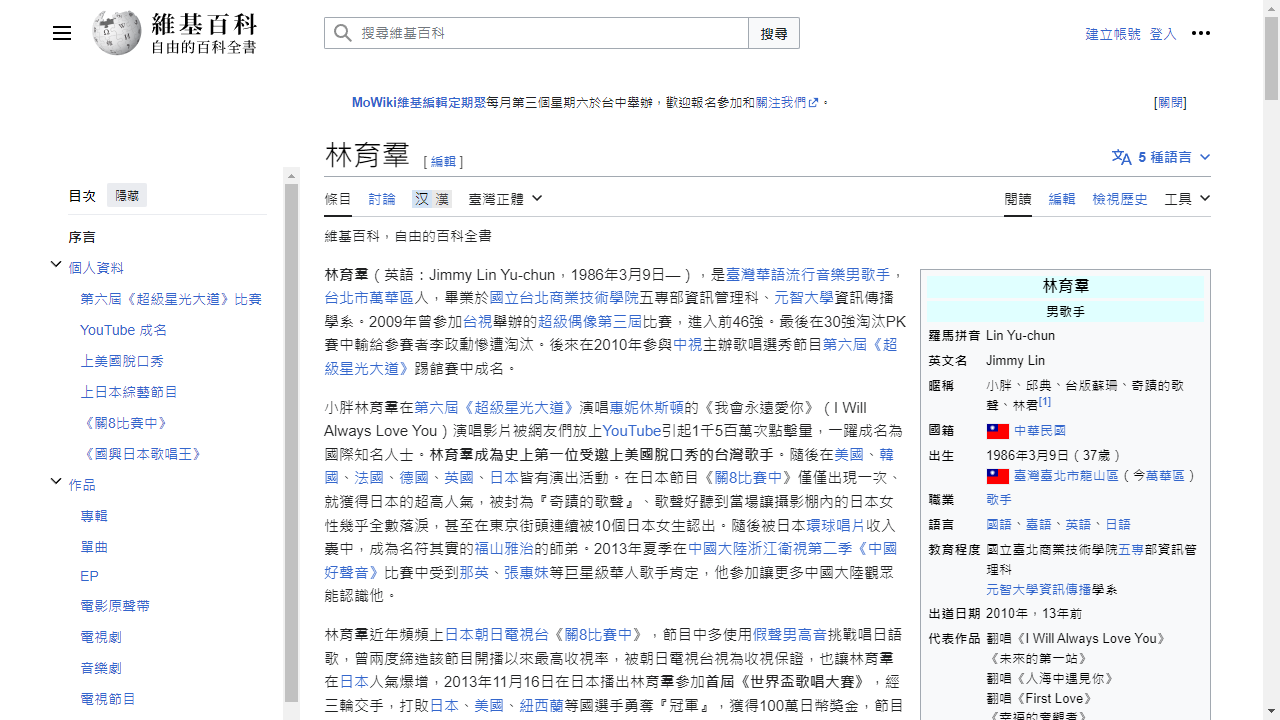 維基百科
自由的百科全書
搜尋維基百科
搜尋
建立帳號 登入
MoWiki維基編輯定期聚每月第三個星期六於台中舉辦，歡迎報名參加和關注我們。
[關閉]
林育羣 [ 編輯 ]
5 種語言
目次 隱藏
條目 討論 汉 漢 臺灣正體
閱讀 編輯 檢視歷史 工具
維基百科，自由的百科全書
序言
個人資料
第六屆《超級星光大道》比賽
YouTube 成名
上美國脫口秀
上日本綜藝節目
《關8比賽中》
《國興日本歌唱王》
作品
專輯
單曲
EP
電影原聲帶
電視劇
音樂劇
電視節目
林育羣（英語：Jimmy Lin Yu-chun，1986年3月9日—），是臺灣華語流行音樂男歌手，
台北市萬華區人，畢業於國立台北商業技術學院五專部資訊管理科、元智大學資訊傳播
學系。2009年曾參加台視舉辦的超級偶像第三屆比賽，進入前46強。最後在30強淘汰PK
賽中輸給參賽者李政勳慘遭淘汰。後來在2010年參與中視主辦歌唱選秀節目第六屆《超
級星光大道》踢館賽中成名。
小胖林育羣在第六屆《超級星光大道》演唱惠妮休斯頓的《我會永遠愛你》（I Will
Always Love You）演唱影片被網友們放上YouTube引起1千5百萬次點擊量，一躍成名為
國際知名人士。林育羣成為史上第一位受邀上美國脫口秀的台灣歌手。隨後在美國、韓
國、法國、德國、英國、日本皆有演出活動。在日本節目《關8比賽中》僅僅出現一次、
就獲得日本的超高人氣，被封為『奇蹟的歌聲』、歌聲好聽到當場讓攝影棚內的日本女
性幾乎全數落淚，甚至在東京街頭連續被10個日本女生認出。隨後被日本環球唱片收入
囊中，成為名符其實的福山雅治的師弟。2013年夏季在中國大陸浙江衛視第二季《中國
好聲音》比賽中受到那英、張惠妹等巨星級華人歌手肯定，他參加讓更多中國大陸觀眾
能認識他。
林育羣近年頻頻上日本朝日電視台《關8比賽中》，節目中多使用假聲男高音挑戰唱日語
歌，曾兩度締造該節目開播以來最高收視率，被朝日電視台視為收視保證，也讓林育羣
在日本人氣爆增，2013年11月16日在日本播出林育羣參加首屆《世界盃歌唱大賽》，經
三輪交手，打敗日本、美國、紐西蘭等國選手勇奪『冠軍』，獲得100萬日幣獎金，節目
林育羣
男歌手
羅馬拼音 Lin Yu-chun
英文名 Jimmy Lin
暱稱 小胖、邱典、台版蘇珊、奇蹟的歌
聲、林君[1]
國籍 中華民國
出生 1986年3月9日（37歲）
臺灣臺北市龍山區（今萬華區）
職業 歌手
語言 國語、臺語、英語、日語
教育程度 國立臺北商業技術學院五專部資訊管
理科
元智大學資訊傳播學系
出道日期 2010年，13年前
代表作品 翻唱《I Will Always Love You》
《未來的第一站》
翻唱《人海中遇見你》
翻唱《First Love》
《幸福的旁觀者》